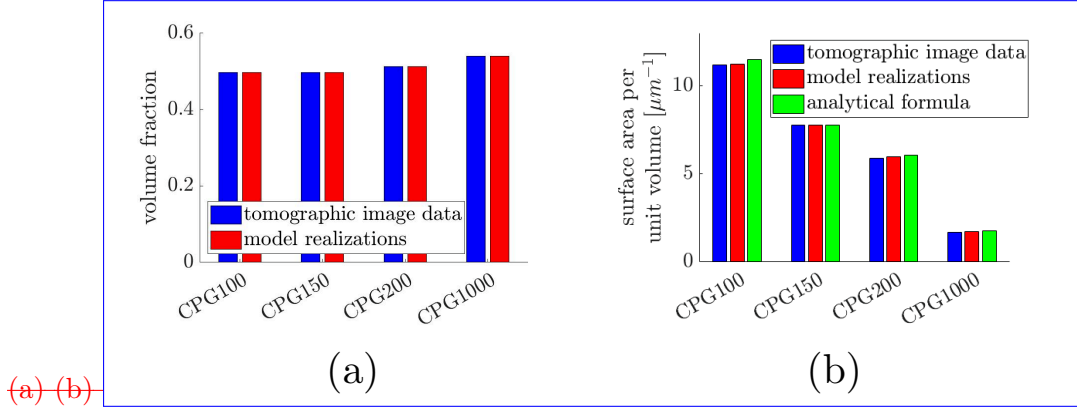 0.6
0.4
0.2
0
volume fraction
tomographic image data
model realizations
CPG100
CPG150
CPG200
CPG1000
(a)
10
5
0
surface area per
unit volume [μm⁻¹]
tomographic image data
model realizations
analytical formula
CPG100
CPG150
CPG200
CPG1000
(b)
(a) (b)